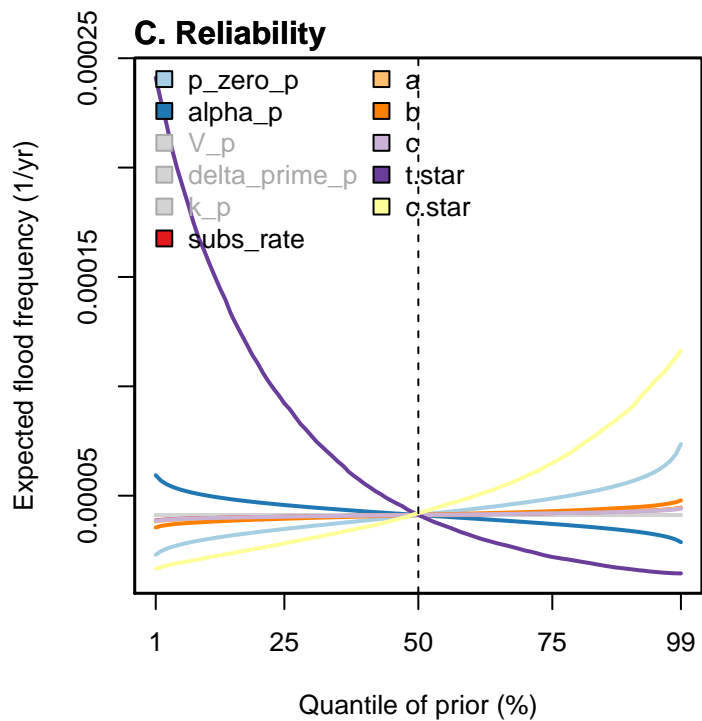 C. Reliability
Expected flood frequency (1/yr)
0.00025
0.00015
0.00005
p_zero_p
alpha_p
V_p
delta_prime_p
k_p
subs_rate
a
b
c
t.star
c.star
1 25 50 75 99
Quantile of prior (%)